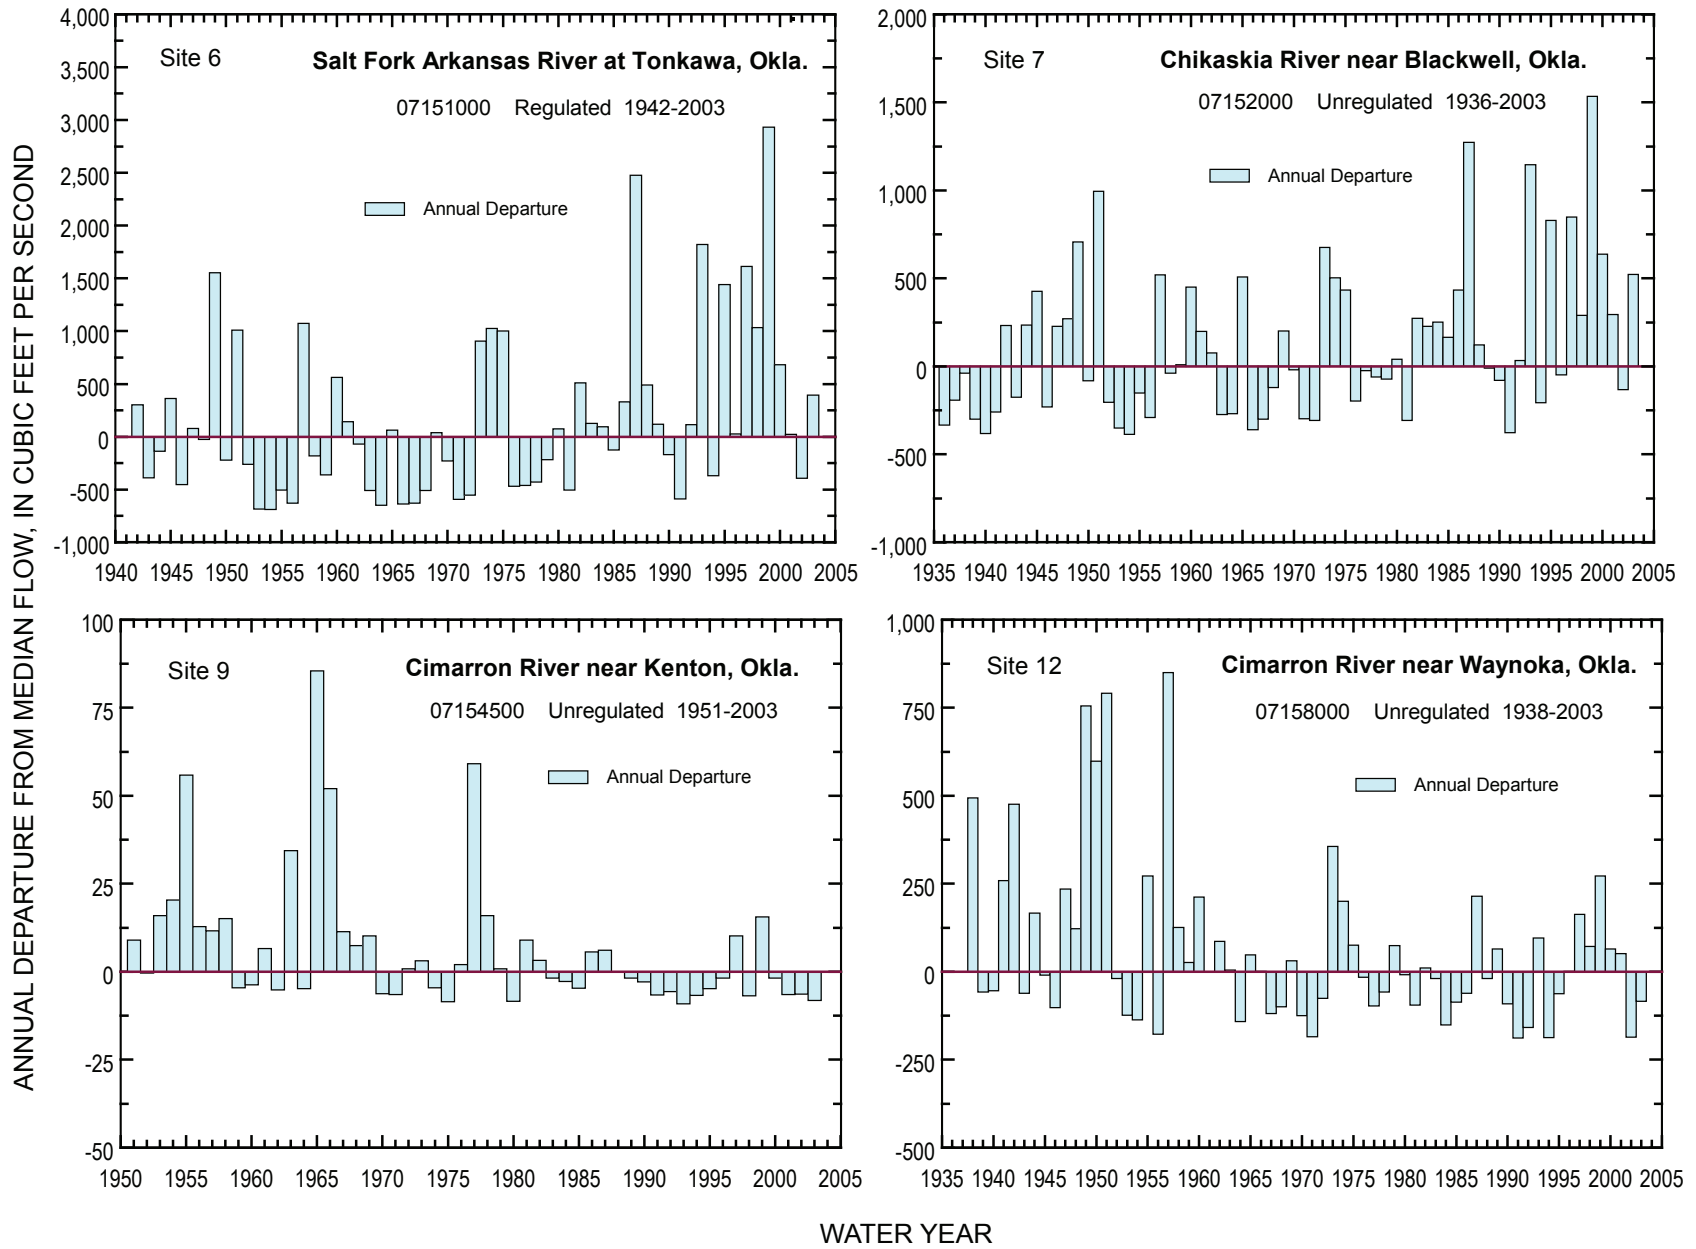 ANNUAL DEPARTURE FROM MEDIAN FLOW, IN CUBIC FEET PER SECOND
Site 6
Salt Fork Arkansas River at Tonkawa, Okla.
07151000 Regulated 1942-2003
Annual Departure
4,000
3,500
3,000
2,500
2,000
1,500
1,000
500
0
-500
-1,000
1940 1945 1950 1955 1960 1965 1970 1975 1980 1985 1990 1995 2000 2005
Site 7
Chikaskia River near Blackwell, Okla.
07152000 Unregulated 1936-2003
Annual Departure
2,000
1,500
1,000
500
0
-500
-1,000
1935 1940 1945 1950 1955 1960 1965 1970 1975 1980 1985 1990 1995 2000 2005
Site 9
Cimarron River near Kenton, Okla.
07154500 Unregulated 1951-2003
Annual Departure
100
75
50
25
0
-25
-50
1950 1955 1960 1965 1970 1975 1980 1985 1990 1995 2000 2005
Site 12
Cimarron River near Waynoka, Okla.
07158000 Unregulated 1938-2003
Annual Departure
1,000
750
500
250
0
-250
-500
1935 1940 1945 1950 1955 1960 1965 1970 1975 1980 1985 1990 1995 2000 2005
WATER YEAR